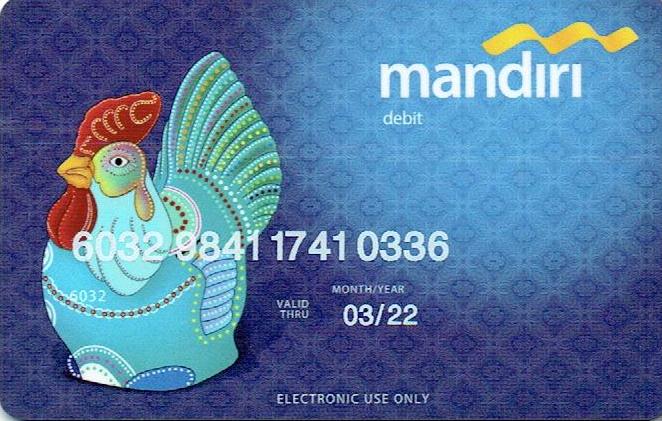 mandiri
debit
6032 9841 1741 0336
6032
MONTH/YEAR
VALID
THRU
03/22
ELECTRONIC USE ONLY